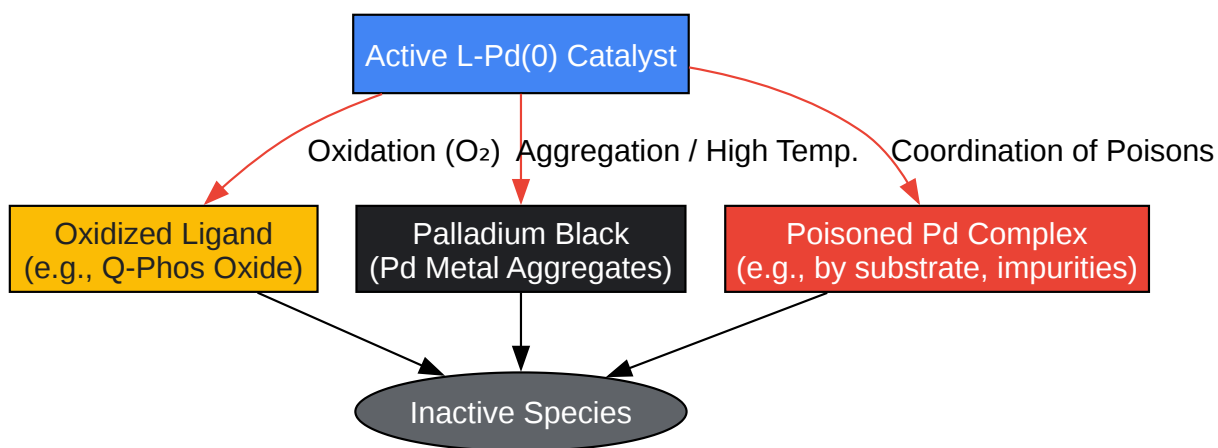 Active L-Pd(0) Catalyst
Oxidation (O₂)
Aggregation / High Temp.
Coordination of Poisons
Oxidized Ligand
(e.g., Q-Phos Oxide)
Palladium Black
(Pd Metal Aggregates)
Poisoned Pd Complex
(e.g., by substrate, impurities)
Inactive Species